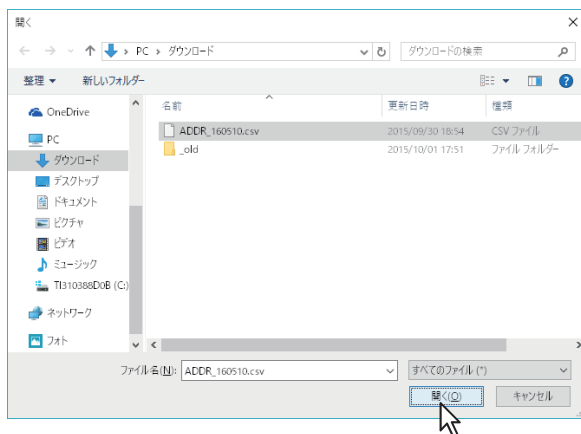 開く
PC › ダウンロード
ダウンロードの検索
整理
新しいフォルダー
名前
更新日時
種類
OneDrive
PC
ダウンロード
デスクトップ
ドキュメント
ピクチャ
ビデオ
ミュージック
TI310388D0B (C:)
ネットワーク
フォト
ADDR_160510.csv
2015/09/30 18:54
CSV ファイル
_old
2015/10/01 17:51
ファイル フォルダー
ファイル名(N):
ADDR_160510.csv
すべてのファイル (*)
開く(O)
キャンセル